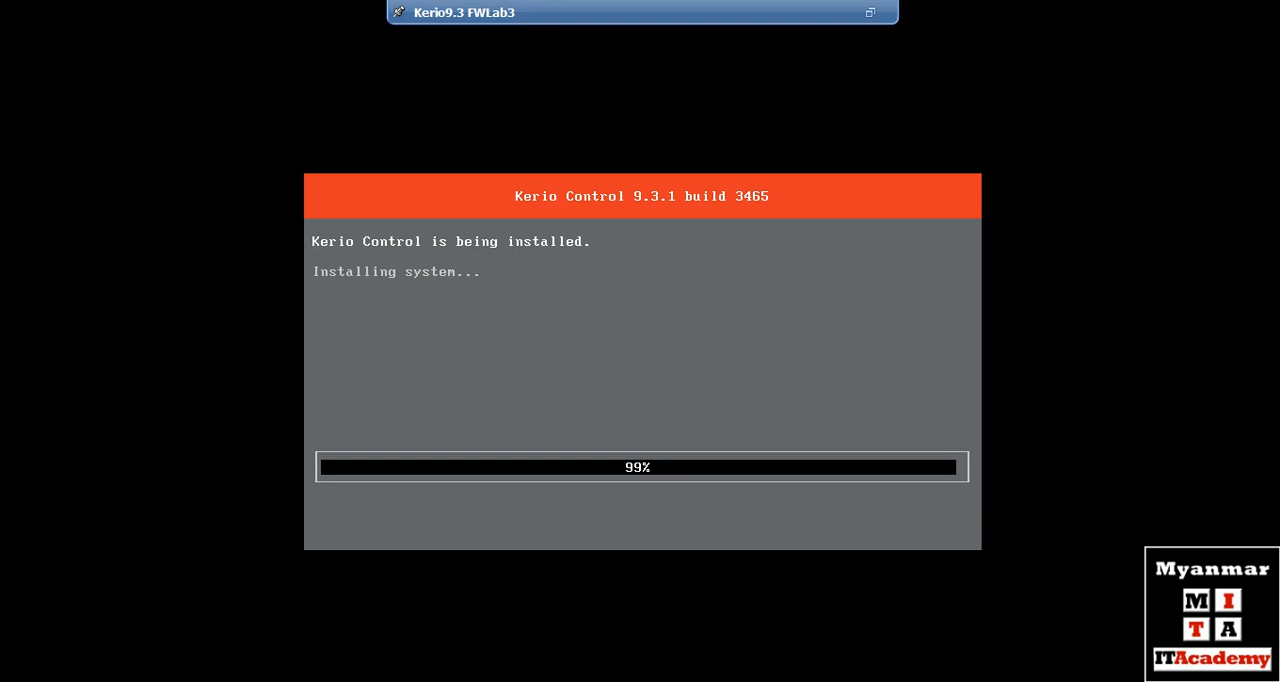 Kerio9.3 FWLab3
Kerio Control 9.3.1 build 3465
Kerio Control is being installed.
Installing system...
99%
Myanmar
M I
T A
ITAcademy